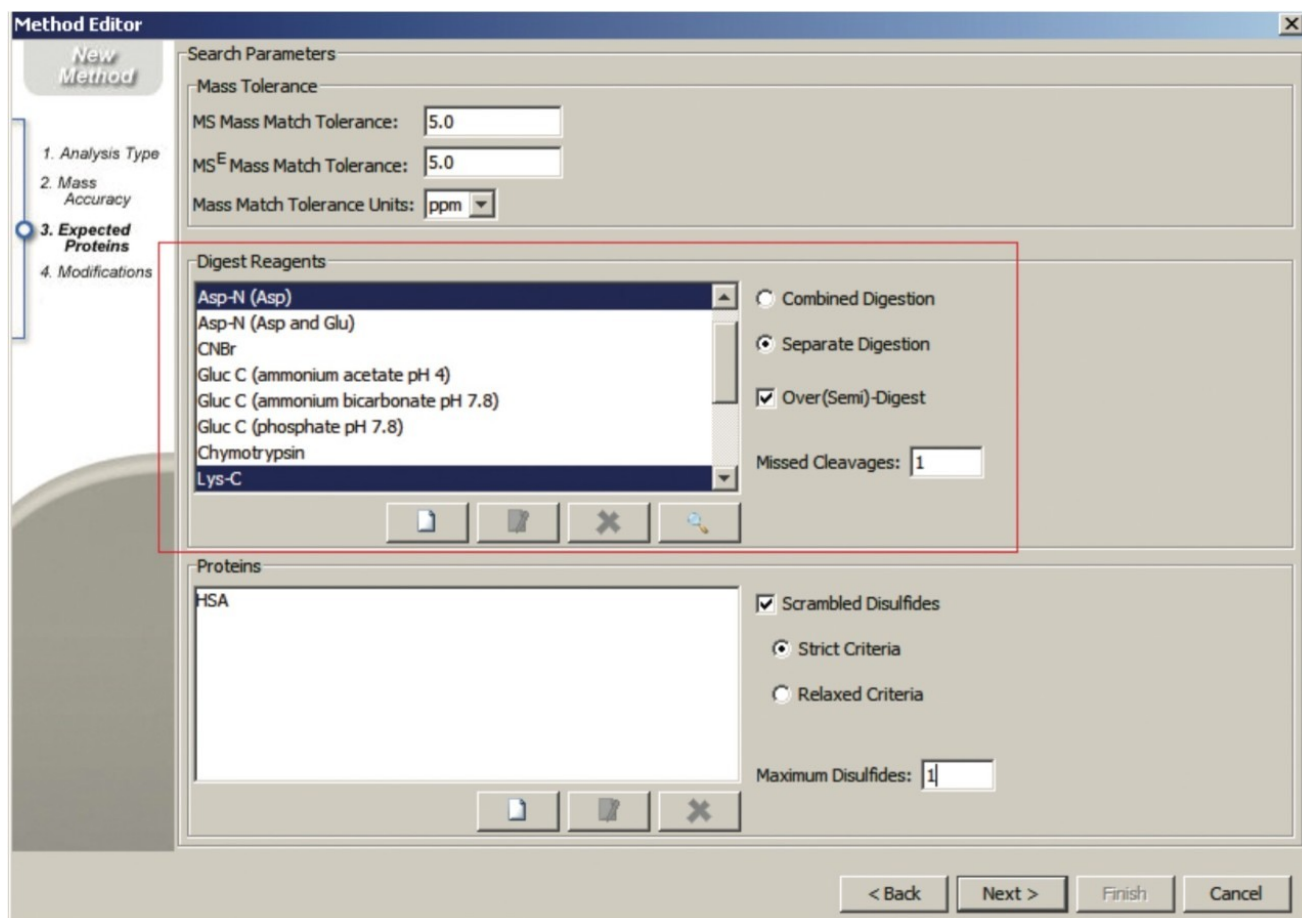 Method Editor
New
Method
1. Analysis Type
2. Mass
Accuracy
3. Expected
Proteins
4. Modifications
Search Parameters
Mass Tolerance
MS Mass Match Tolerance: 5.0
MSE Mass Match Tolerance: 5.0
Mass Match Tolerance Units: ppm
Digest Reagents
Asp-N (Asp)
Asp-N (Asp and Glu)
CNBr
Gluc C (ammonium acetate pH 4)
Gluc C (ammonium bicarbonate pH 7.8)
Gluc C (phosphate pH 7.8)
Chymotrypsin
Lys-C
Combined Digestion
Separate Digestion
Over(Semi)-Digest
Missed Cleavages: 1
Proteins
HSA
Scrambled Disulfides
Strict Criteria
Relaxed Criteria
Maximum Disulfides: 1
< Back Next > Finish Cancel